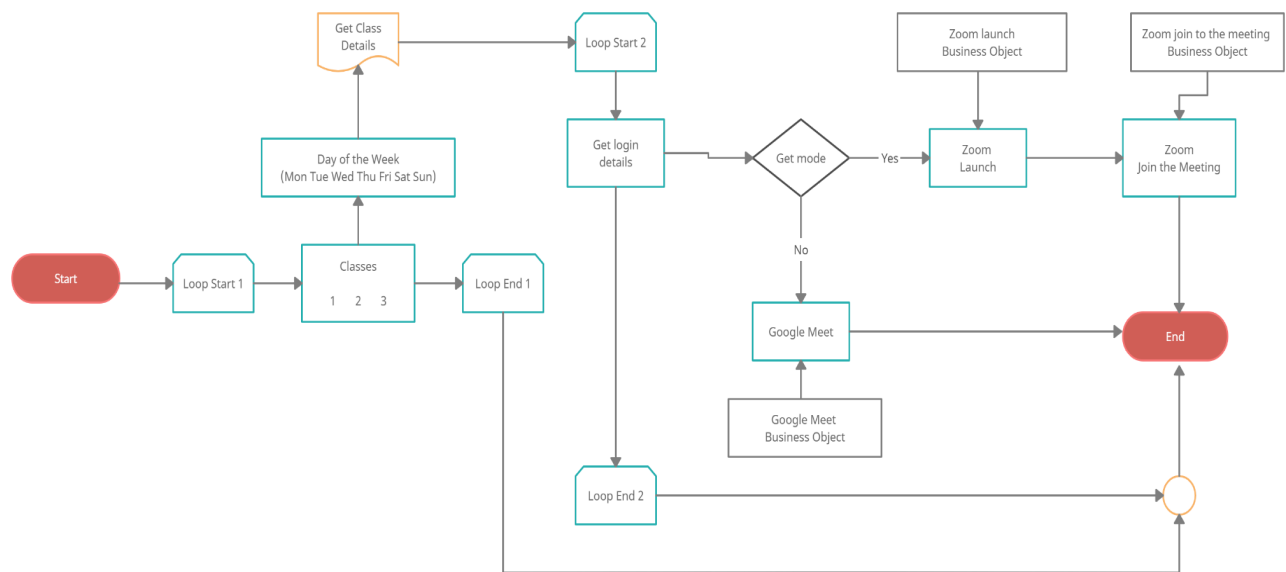 Get Class
Details
Loop Start 2
Zoom launch
Business Object
Zoom join to the meeting
Business Object
Day of the Week
(Mon Tue Wed Thu Fri Sat Sun)
Get login
details
Get mode
Yes
Zoom
Launch
Zoom
Join the Meeting
No
Start
Loop Start 1
Classes
1 2 3
Loop End 1
Google Meet
End
Google Meet
Business Object
Loop End 2